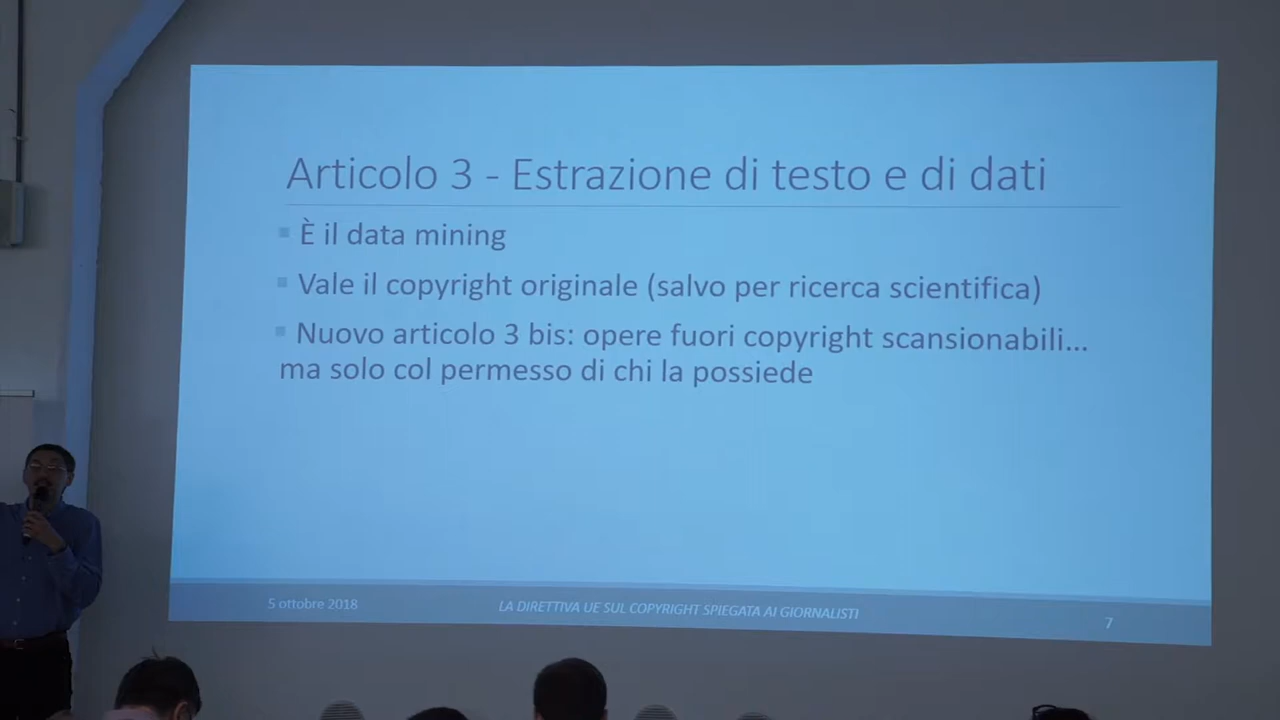 Articolo 3 - Estrazione di testo e di dati
È il data mining
Vale il copyright originale (salvo per ricerca scientifica)
Nuovo articolo 3 bis: opere fuori copyright scansionabili...
ma solo col permesso di chi la possiede
5 ottobre 2018
LA DIRETTIVA UE SUL COPYRIGHT SPIEGATA AI GIORNALISTI
7